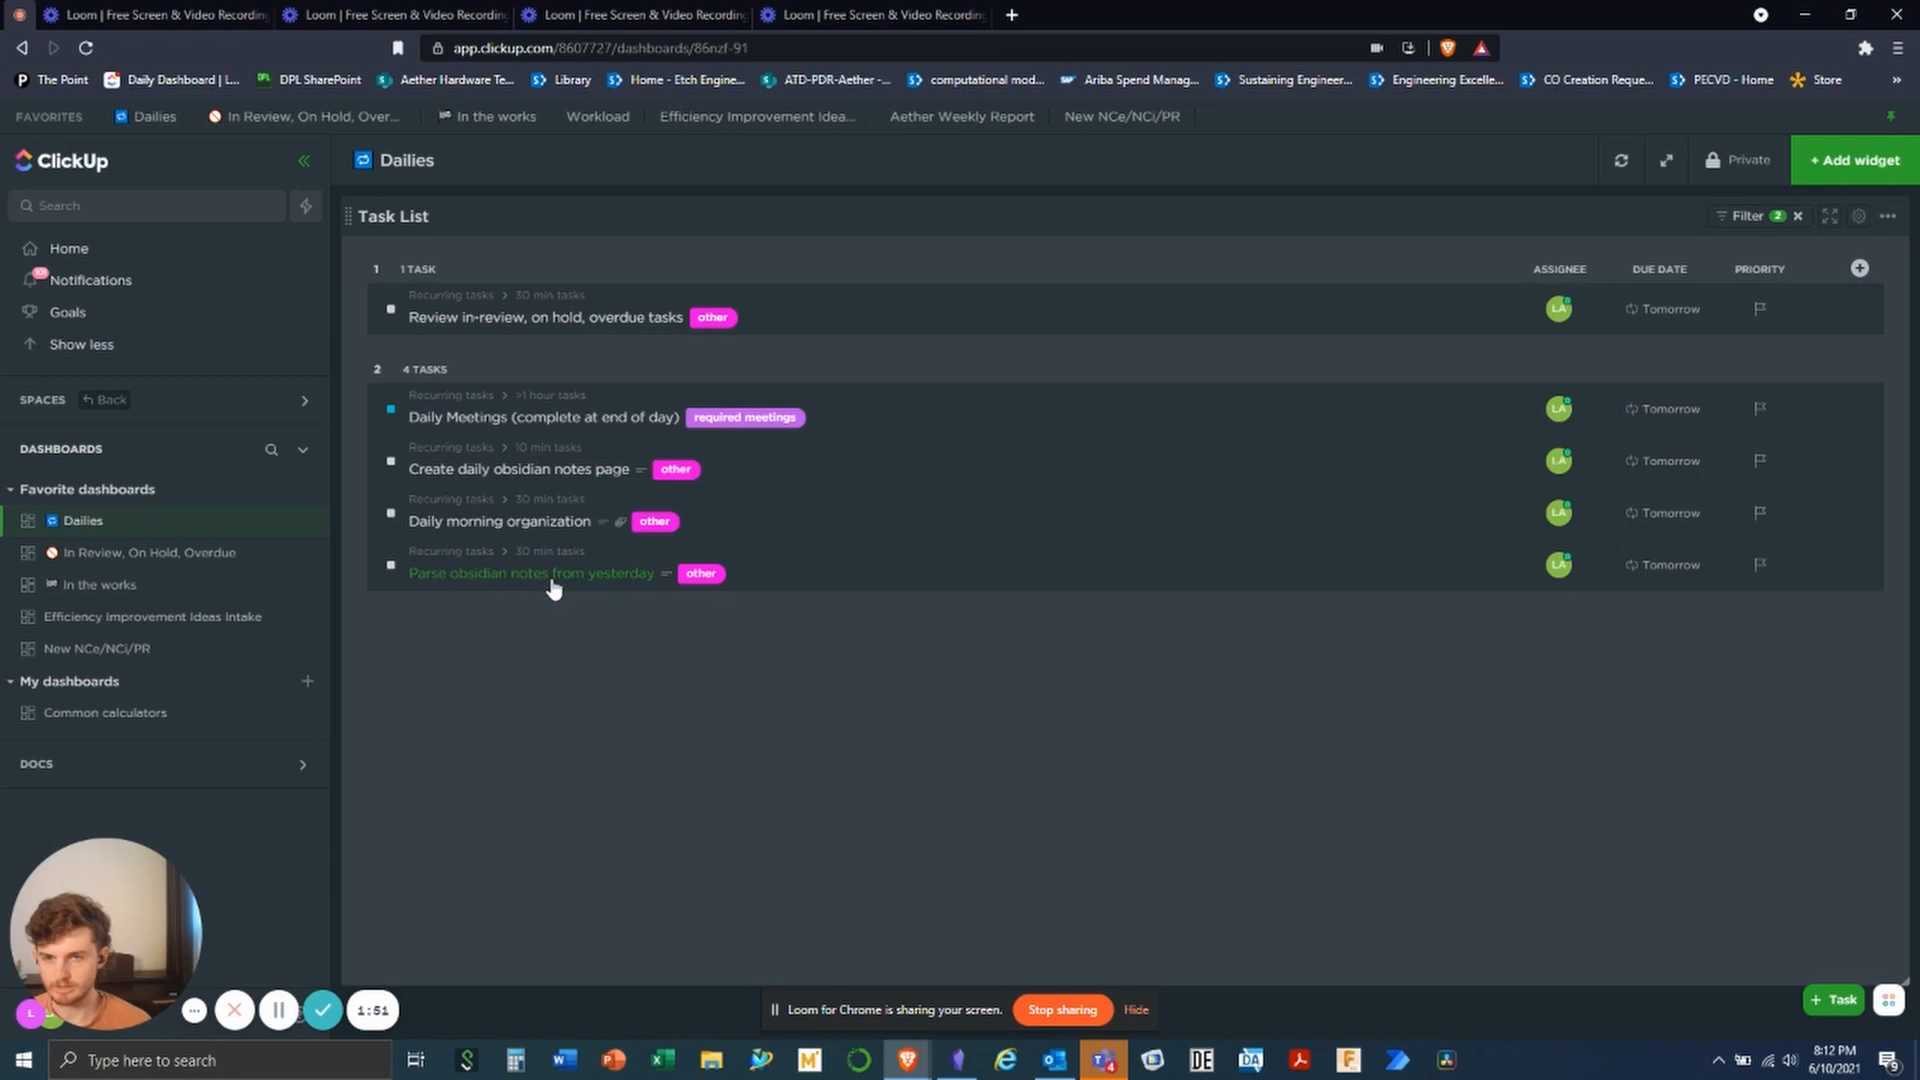 Loom | Free Screen & Video Recording
Loom | Free Screen & Video Recording
Loom | Free Screen & Video Recording
Loom | Free Screen & Video Recording
app.clickup.com/8607727/dashboards/86nzf-91
The Point
Daily Dashboard | L...
DPL SharePoint
Aether Hardware Te...
Library
Home - Etch Engine...
ATD-PDR-Aether -...
computational mod...
Ariba Spend Manag...
Sustaining Engineer...
Engineering Excelle...
CO Creation Reque...
PECVD - Home
Store
FAVORITES
Dailies
In Review, On Hold, Over...
In the works
Workload
Efficiency Improvement Idea...
Aether Weekly Report
New NCe/NCi/PR
ClickUp
Dailies
Private
+ Add widget
Search
Task List
Filter 2
Home
Notifications
Goals
Show less
SPACES
Back
DASHBOARDS
Favorite dashboards
Dailies
In Review, On Hold, Overdue
In the works
Efficiency Improvement Ideas Intake
New NCe/NCi/PR
My dashboards
Common calculators
DOCS
1 1 TASK
ASSIGNEE DUE DATE PRIORITY
Recurring tasks > 30 min tasks
Review in-review, on hold, overdue tasks other LA Tomorrow
2 4 TASKS
Recurring tasks > >1 hour tasks
Daily Meetings (complete at end of day) required meetings LA Tomorrow
Recurring tasks > 10 min tasks
Create daily obsidian notes page other LA Tomorrow
Recurring tasks > 30 min tasks
Daily morning organization other LA Tomorrow
Recurring tasks > 30 min tasks
Parse obsidian notes from yesterday other LA Tomorrow
L
1:51
Loom for Chrome is sharing your screen.
Stop sharing
Hide
+ Task
Type here to search
DE
DA
4
8:12 PM
6/10/2021
9